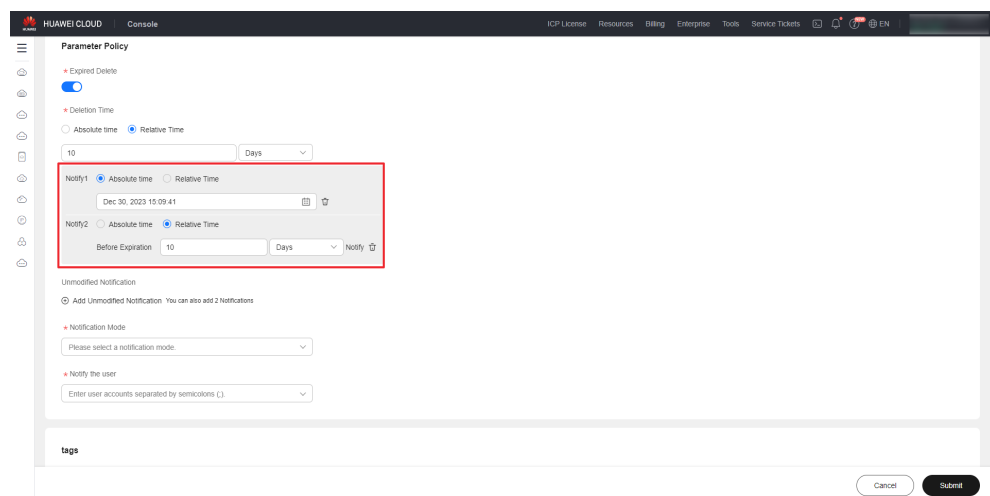 HUAWEI HUAWEI CLOUD Console ICP License Resources Billing Enterprise Tools Service Tickets NEW EN
Parameter Policy
* Expired Delete
* Deletion Time
Absolute time Relative Time
10 Days
Notify1 Absolute time Relative Time
Dec 30, 2023 15:09:41
Notify2 Absolute time Relative Time
Before Expiration 10 Days Notify
Unmodified Notification
Add Unmodified Notification You can also add 2 Notifications
* Notification Mode
Please select a notification mode.
* Notify the user
Enter user accounts separated by semicolons (;).
tags
Cancel Submit